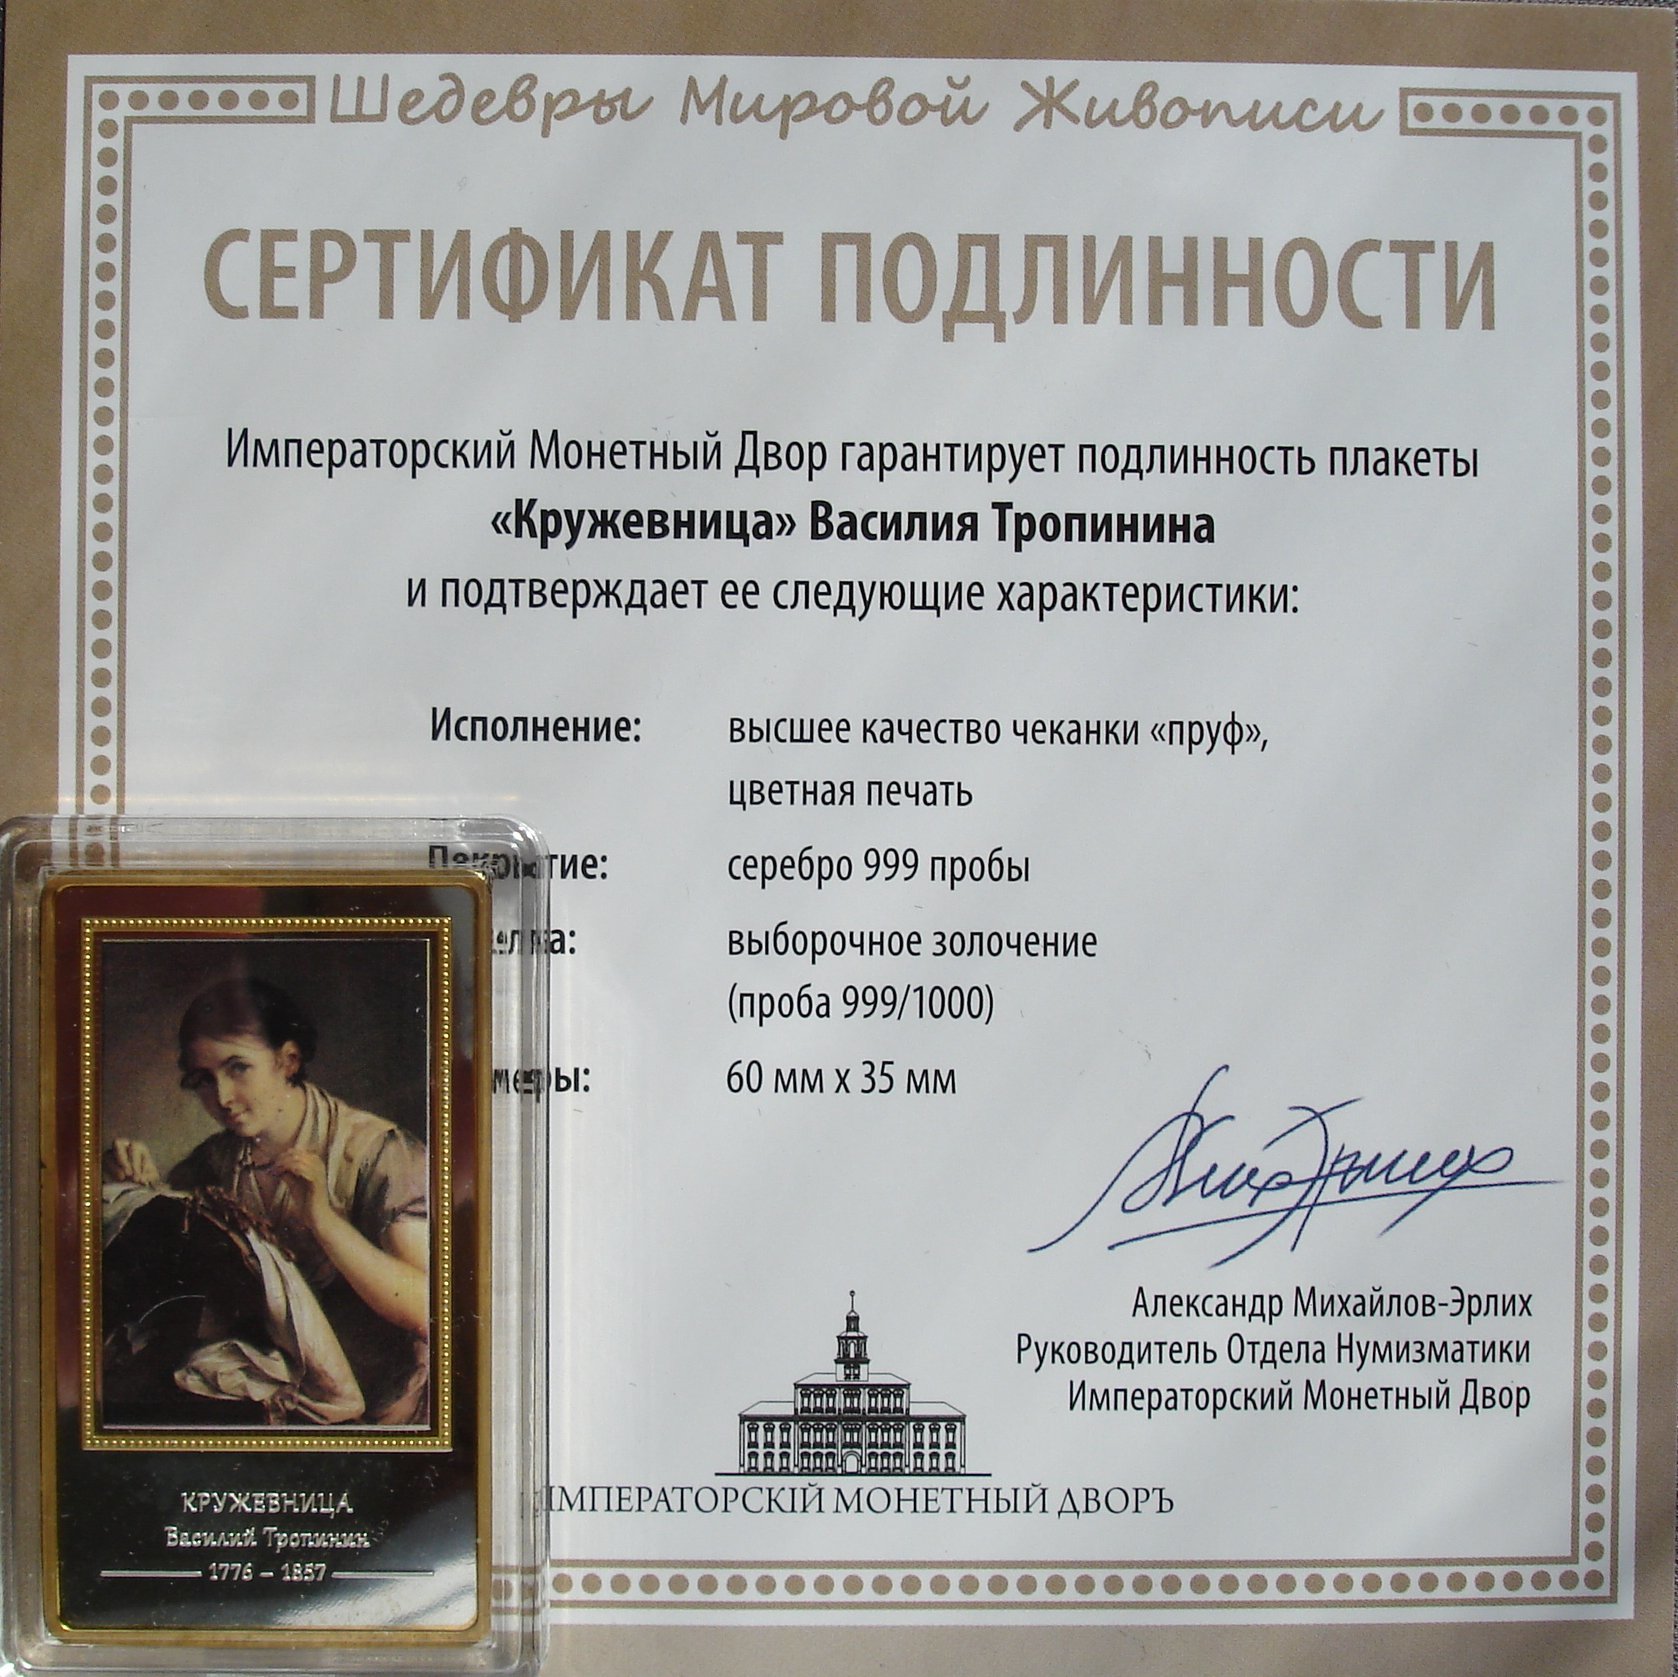 Шедевры Мировой Живописи
СЕРТИФИКАТ ПОДЛИННОСТИ
Императорский Монетный Двор гарантирует подлинность плакеты
«Кружевница» Василия Тропинина
и подтверждает ее следующие характеристики:
Исполнение: высшее качество чеканки «пруф»,
цветная печать
Покрытие: серебро 999 пробы
выборочное золочение
(проба 999/1000)
60 мм х 35 мм
Александр Михайлов-Эрлих
Руководитель Отдела Нумизматики
Императорский Монетный Двор
ИМПЕРАТОРСКIЙ МОНЕТНЫЙ ДВОРЪ
КРУЖЕВНИЦА
Василий Тропинин
1776 – 1857